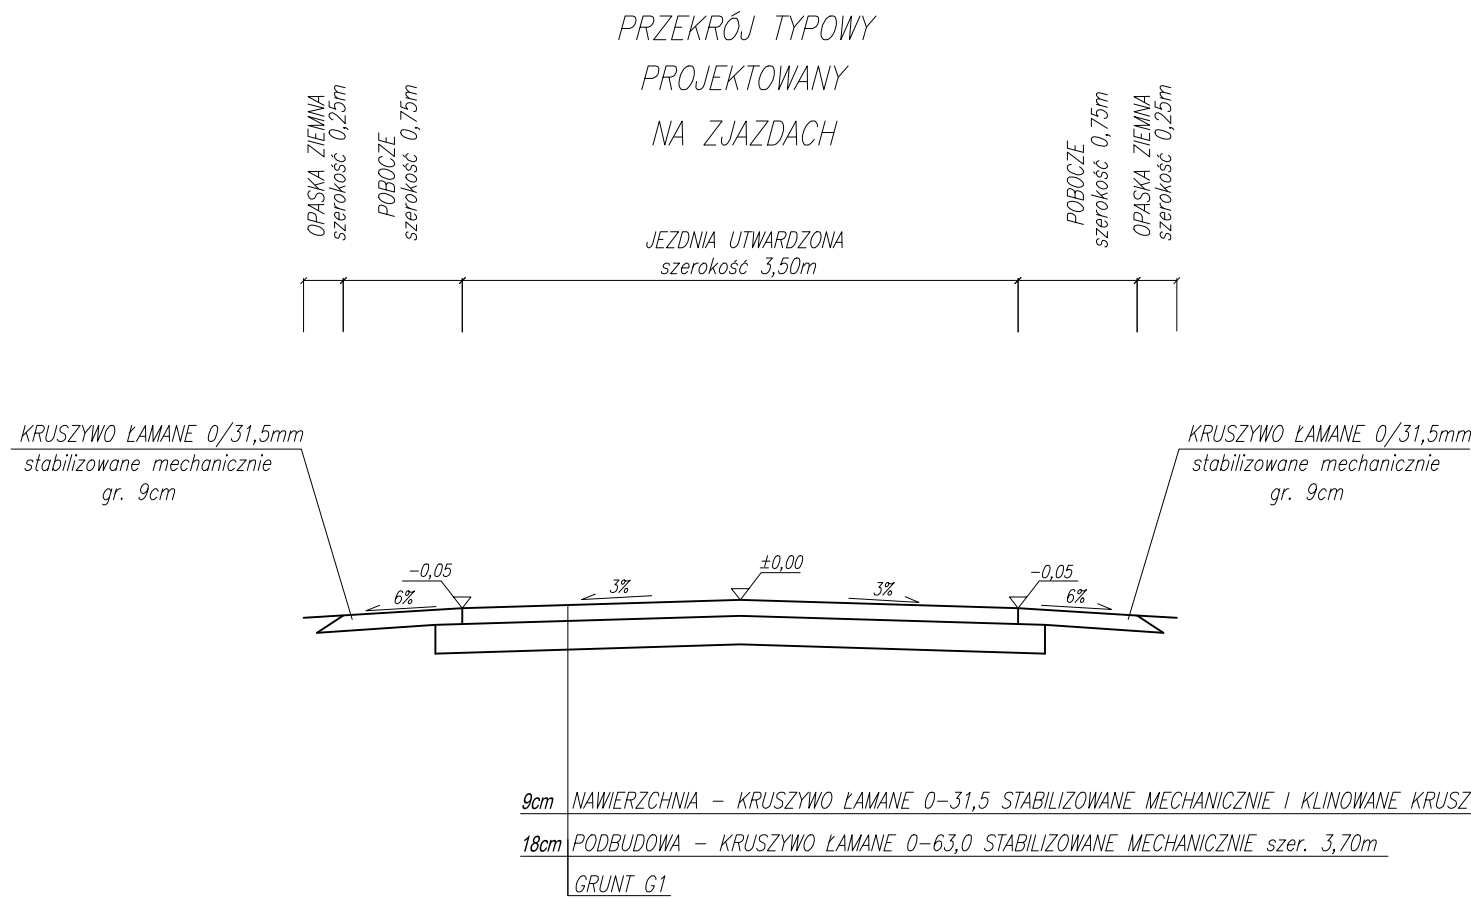 PRZEKRÓJ TYPOWY
PROJEKTOWANY
NA ZJAZDACH
OPASKA ZIEMNA
szerokość 0,25m
POBOCZE
szerokość 0,75m
JEZDNIA UTWARDZONA
szerokość 3,50m
POBOCZE
szerokość 0,75m
OPASKA ZIEMNA
szerokość 0,25m
KRUSZYWO ŁAMANE 0/31,5mm
stabilizowane mechanicznie
gr. 9cm
KRUSZYWO ŁAMANE 0/31,5mm
stabilizowane mechanicznie
gr. 9cm
-0,05
±0,00
-0,05
6%
3%
3%
6%
9cm NAWIERZCHNIA - KRUSZYWO ŁAMANE 0-31,5 STABILIZOWANE MECHANICZNIE I KLINOWANE KRUSZ
18cm PODBUDOWA - KRUSZYWO ŁAMANE 0-63,0 STABILIZOWANE MECHANICZNIE szer. 3,70m
GRUNT G1